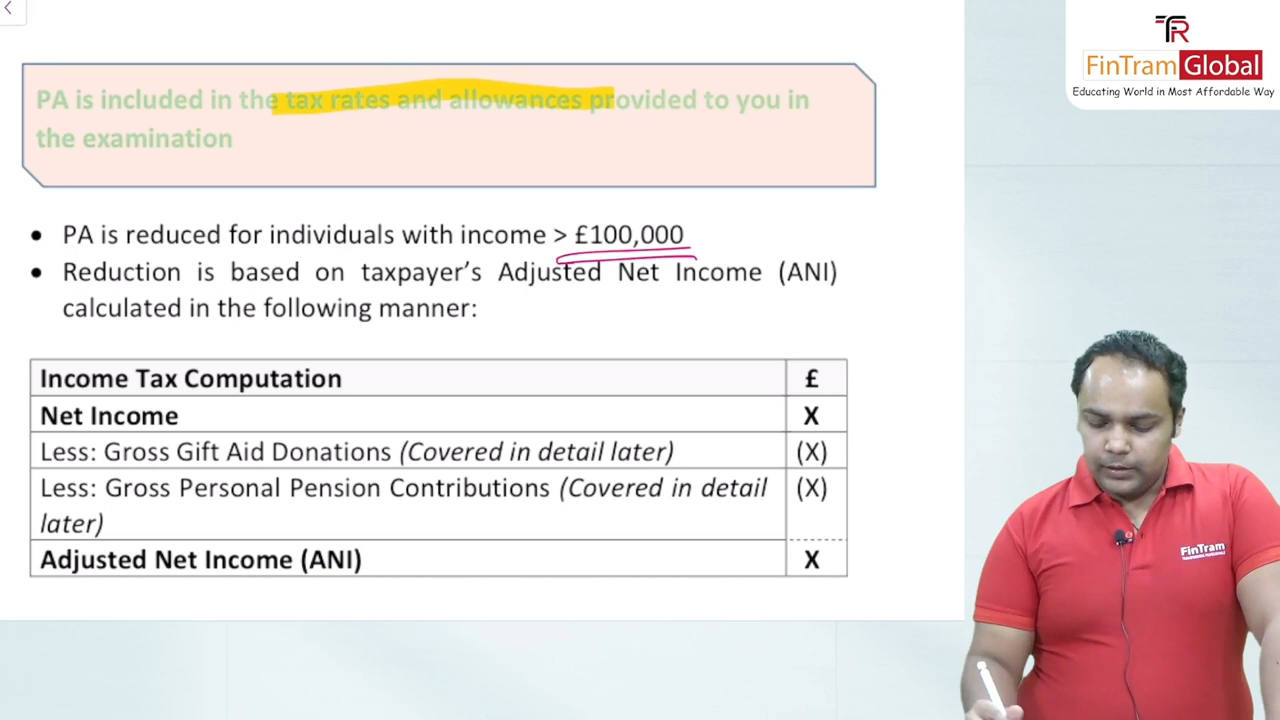 PA is included in the tax rates and allowances provided to you in
the examination
• PA is reduced for individuals with income > £100,000
• Reduction is based on taxpayer's Adjusted Net Income (ANI)
calculated in the following manner:
Income Tax Computation £
Net Income X
Less: Gross Gift Aid Donations (Covered in detail later) (X)
Less: Gross Personal Pension Contributions (Covered in detail (X)
later)
Adjusted Net Income (ANI) X
FR
FinTram Global
Educating World in Most Affordable Way
FinTram